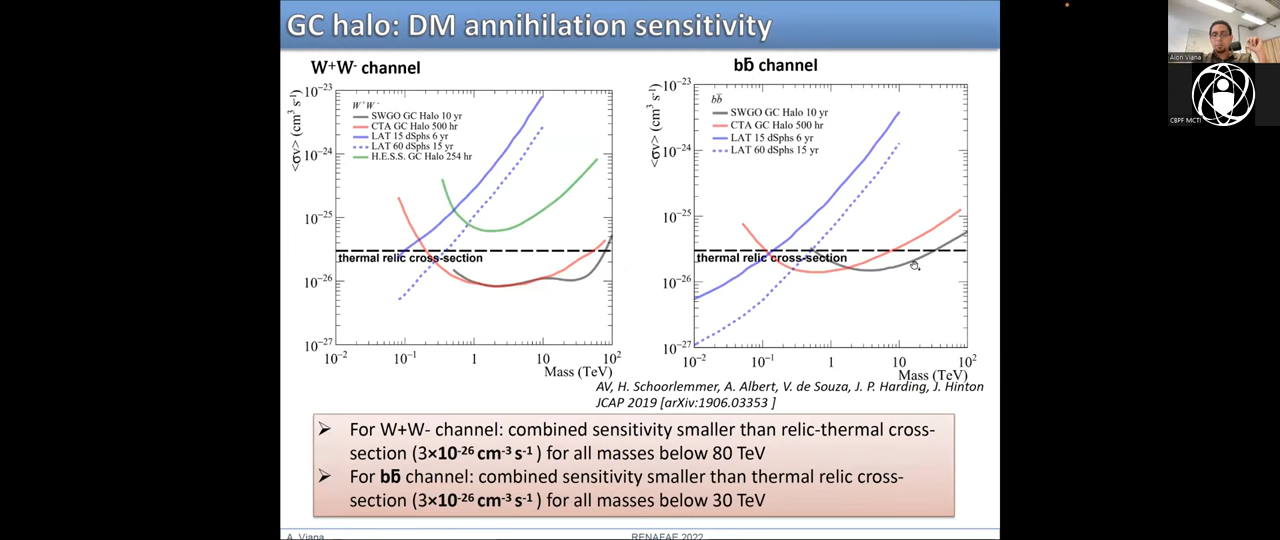 GC halo: DM annihilation sensitivity
W⁺W⁻ channel
bb̄ channel
<σv> (cm³ s⁻¹)
10⁻²³
10⁻²⁴
10⁻²⁵
10⁻²⁶
10⁻²⁷
W⁺W⁻
SWGO GC Halo 10 yr
CTA GC Halo 500 hr
LAT 15 dSphs 6 yr
LAT 60 dSphs 15 yr
H.E.S.S. GC Halo 254 hr
thermal relic cross-section
10⁻² 10⁻¹ 1 10 10²
Mass (TeV)
<σv> (cm³ s⁻¹)
10⁻²³
10⁻²⁴
10⁻²⁵
10⁻²⁶
10⁻²⁷
bb̄
SWGO GC Halo 10 yr
CTA GC Halo 500 hr
LAT 15 dSphs 6 yr
LAT 60 dSphs 15 yr
thermal relic cross-section
10⁻² 10⁻¹ 1 10 10²
Mass (TeV)
AV, H. Schoorlemmer, A. Albert, V. de Souza, J. P. Harding, J. Hinton
JCAP 2019 [arXiv:1906.03353 ]
➢ For W+W- channel: combined sensitivity smaller than relic-thermal cross-
section (3×10⁻²⁶ cm⁻³ s⁻¹ ) for all masses below 80 TeV
➢ For bb̄ channel: combined sensitivity smaller than thermal relic cross-
section (3×10⁻²⁶ cm⁻³ s⁻¹ ) for all masses below 30 TeV
A. Viana
RENAFAE 2022
Aion Viana
CBPF MCTI